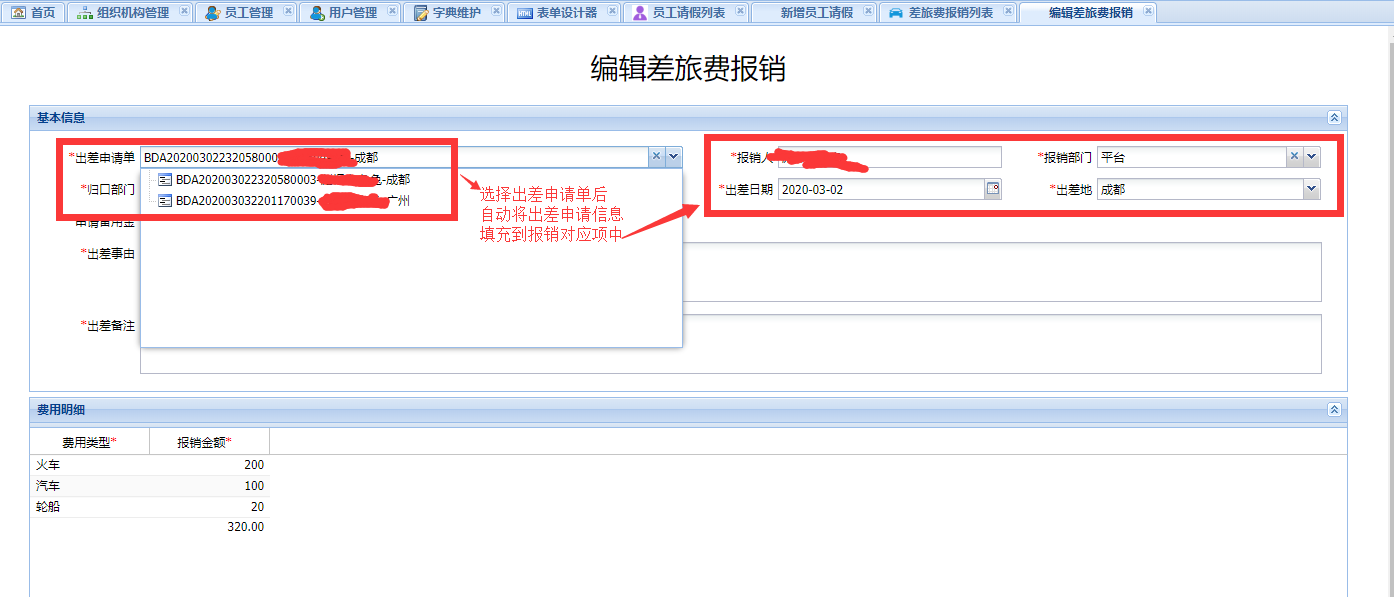 首页 组织机构管理 员工管理 用户管理 字典维护 表单设计器 员工请假列表 新增员工请假 差旅费报销列表 编辑差旅费报销
编辑差旅费报销
基本信息
*出差申请单 BDA202003022320580003 -成都 *报销人 *报销部门 平台
BDA202003022320580003- -成都
*归口部门 *出差日期 2020-03-02 *出差地 成都
BDA202003032201170039- 广州
选择出差申请单后
自动将出差申请信息
填充到报销对应项中
申请备用金
*出差事由
*出差备注
费用明细
费用类型* 报销金额*
火车 200
汽车 100
轮船 20
320.00